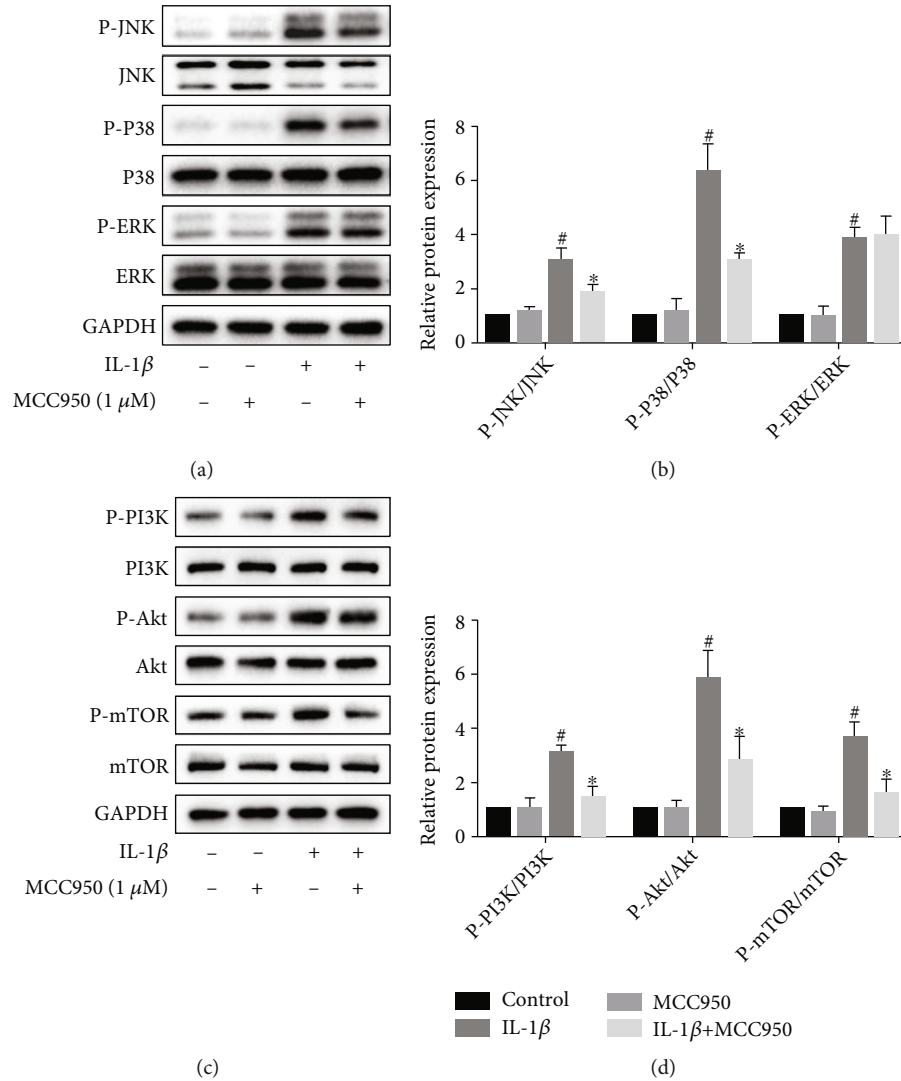 P-JNK
JNK
P-P38
P38
P-ERK
ERK
GAPDH
IL-1β – – + +
MCC950 (1 μM) – + – +
(a)
Relative protein expression
8
6
4
2
0
# * # * #
P-JNK/JNK
P-P38/P38
P-ERK/ERK
(b)
P-PI3K
PI3K
P-Akt
Akt
P-mTOR
mTOR
GAPDH
IL-1β – – + +
MCC950 (1 μM) – + – +
(c)
Relative protein expression
8
6
4
2
0
# * # * # *
P-PI3K/PI3K
P-Akt/Akt
P-mTOR/mTOR
Control MCC950
IL-1β IL-1β+MCC950
(d)